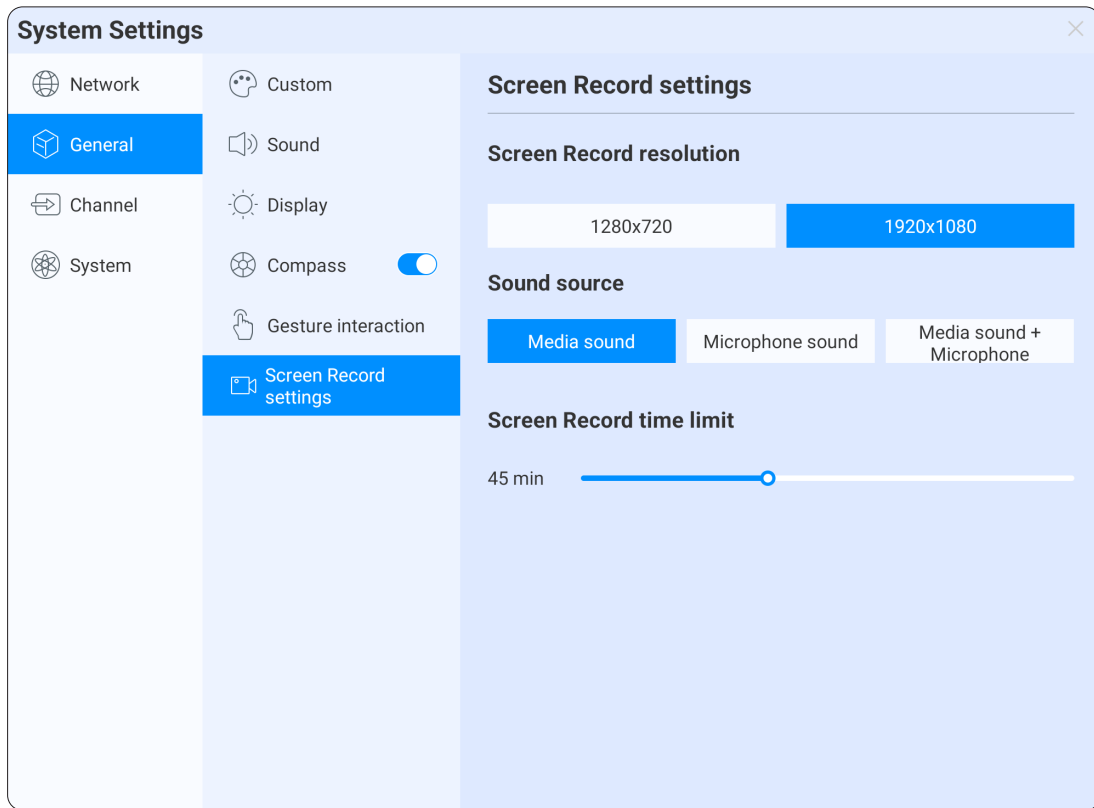 System Settings
Network
General
Channel
System
Custom
Sound
Display
Compass
Gesture interaction
Screen Record
settings
Screen Record settings
Screen Record resolution
1280x720
1920x1080
Sound source
Media sound
Microphone sound
Media sound +
Microphone
Screen Record time limit
45 min